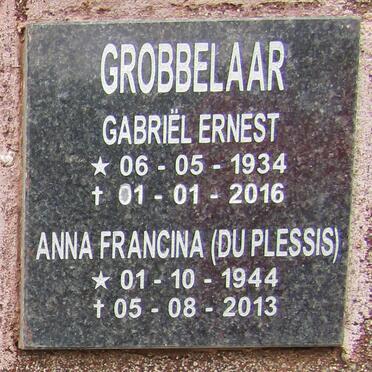 GROBBELAAR
GABRIËL ERNEST
★ 06 - 05 - 1934
† 01 - 01 - 2016
ANNA FRANCINA (DU PLESSIS)
★ 01 - 10 - 1944
† 05 - 08 - 2013